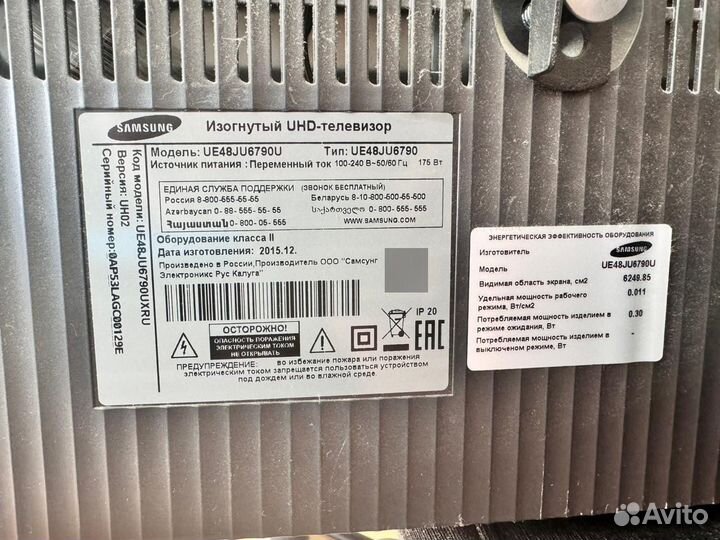 SAMSUNG
Изогнутый UHD-телевизор
Модель: UE48JU6790U Тип: UE48JU6790
Источник питания : Переменный ток 100-240 В~50/60 Гц 175 Вт
ЕДИНАЯ СЛУЖБА ПОДДЕРЖКИ (ЗВОНОК БЕСПЛАТНЫЙ)
Россия 8-800-555-55-55 Беларусь 8-10-800-500-55-500
Azərbaycan 0- 88- 555-55- 55 საქართველო 0- 800- 555- 555
Հայաստան 0-800-05- 555 WWW.SAMSUNG.COM
Оборудование класса II
Дата изготовления: 2015.12.
Произведено в России,Производитель ООО "Самсунг
Электроникс Рус Калуга"
IP 20
EAC
ОСТОРОЖНО!
ОПАСНОСТЬ ПОРАЖЕНИЯ
ЭЛЕКТРИЧЕСКИМ ТОКОМ
НЕ ОТКРЫВАТЬ
ПРЕДУПРЕЖДЕНИЕ: во избежание пожара или поражения
электрическим током запрещается пользоваться устройством
под дождем или во влажной среде.
Код модели: UE48JU6790UXRU
Версия: UH02
Серийный номер:0AP53LAGC00129E
ЭНЕРГЕТИЧЕСКАЯ ЭФФЕКТИВНОСТЬ ОБОРУДОВАНИЯ
Изготовитель SAMSUNG
Модель UE48JU6790U
Видимая область экрана, см2 6249.85
Удельная мощность рабочего
режима, Вт/см2 0.011
Потребляемая мощность изделием в
режиме ожидания, Вт 0.30
Потребляемая мощность изделием в
выключеном режиме, Вт -
Avito